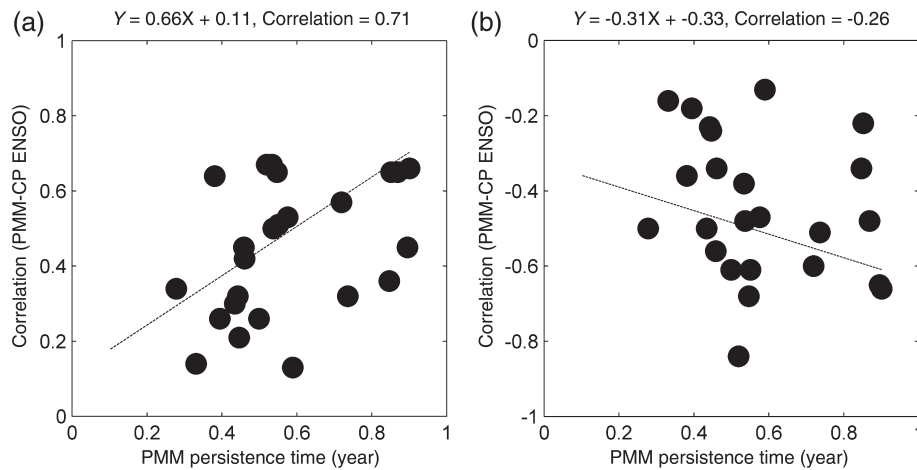 (a) Y = 0.66X + 0.11, Correlation = 0.71
1
0.8
0.6
0.4
0.2
0
Correlation (PMM-CP ENSO)
0 0.2 0.4 0.6 0.8 1
PMM persistence time (year)
(b) Y = -0.31X + -0.33, Correlation = -0.26
0
-0.2
-0.4
-0.6
-0.8
-1
Correlation (PMM-CP ENSO)
0 0.2 0.4 0.6 0.8 1
PMM persistence time (year)